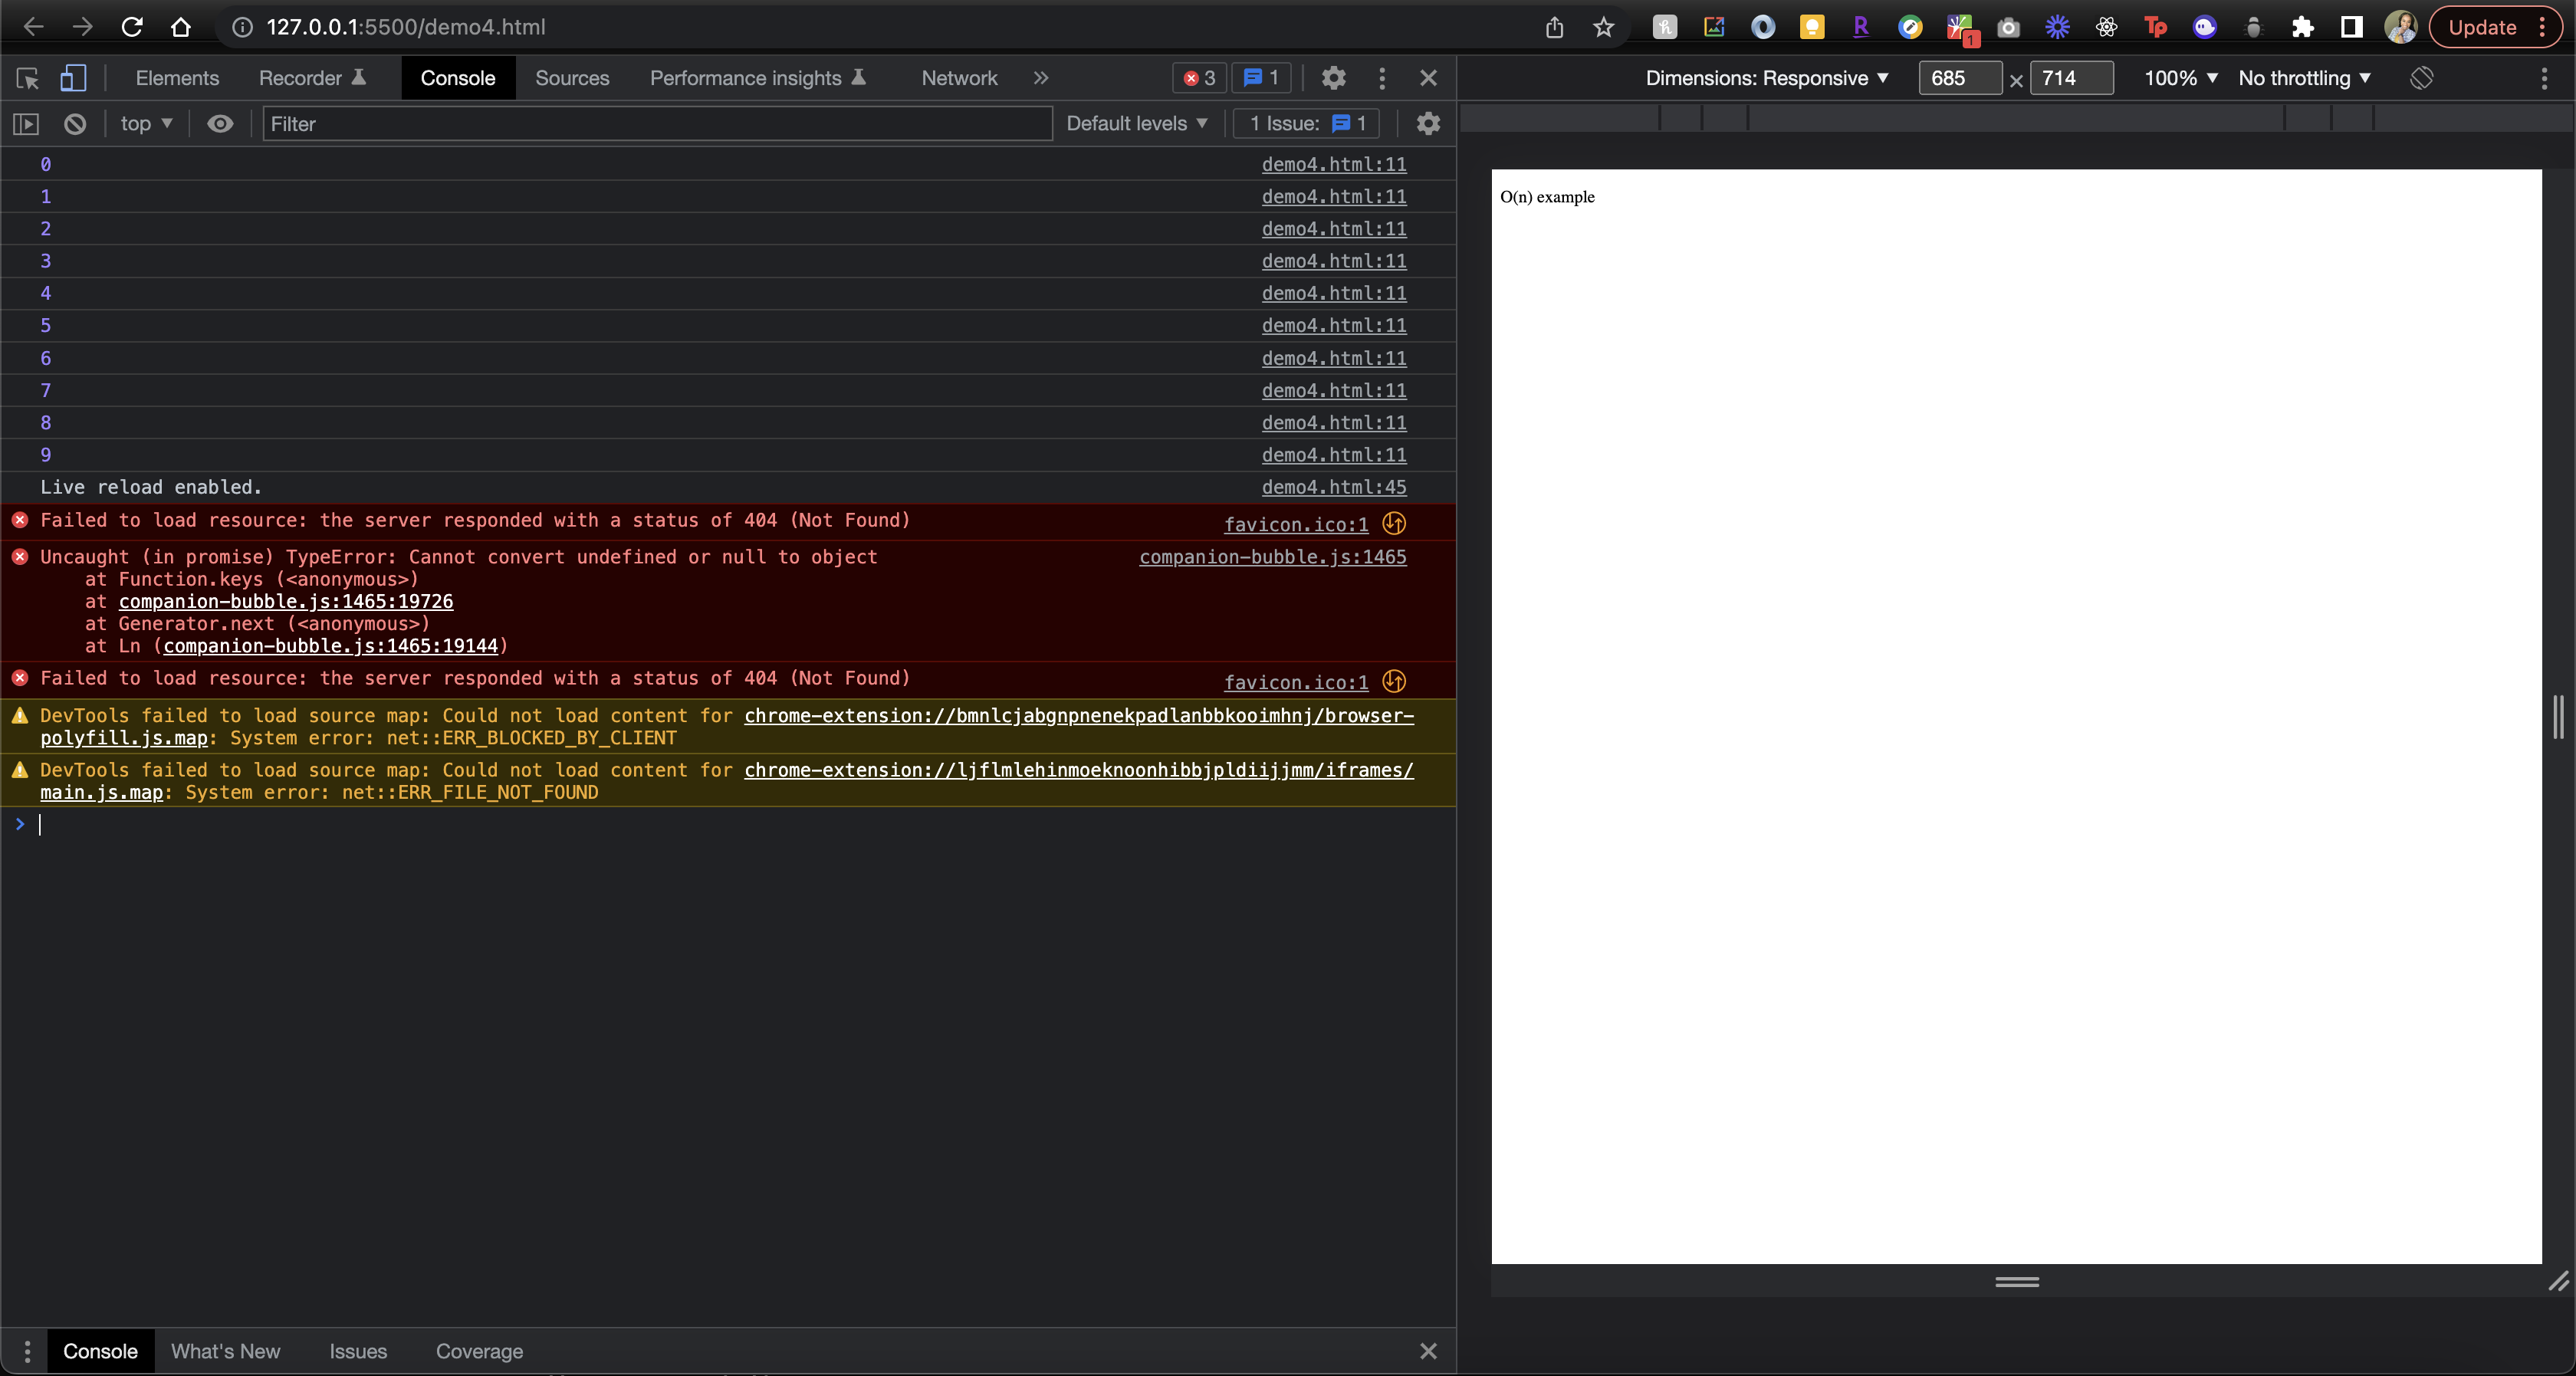 127.0.0.1:5500/demo4.html
1
Update
Elements Recorder Console Sources Performance insights Network » 3 1
Dimensions: Responsive ▼ 685 × 714 100% ▼ No throttling ▼
top ▼ Filter Default levels ▼ 1 Issue: 1
0 demo4.html:11
1 demo4.html:11
2 demo4.html:11
3 demo4.html:11
4 demo4.html:11
5 demo4.html:11
6 demo4.html:11
7 demo4.html:11
8 demo4.html:11
9 demo4.html:11
Live reload enabled. demo4.html:45
Failed to load resource: the server responded with a status of 404 (Not Found) favicon.ico:1
Uncaught (in promise) TypeError: Cannot convert undefined or null to object companion-bubble.js:1465
at Function.keys (<anonymous>)
at companion-bubble.js:1465:19726
at Generator.next (<anonymous>)
at Ln (companion-bubble.js:1465:19144)
Failed to load resource: the server responded with a status of 404 (Not Found) favicon.ico:1
DevTools failed to load source map: Could not load content for chrome-extension://bmnlcjabgnpnenekpadlanbbkooimhnj/browser-
polyfill.js.map: System error: net::ERR_BLOCKED_BY_CLIENT
DevTools failed to load source map: Could not load content for chrome-extension://ljflmlehinmoeknoonhibbjpldiijjmm/iframes/
main.js.map: System error: net::ERR_FILE_NOT_FOUND
>
O(n) example
Console What's New Issues Coverage